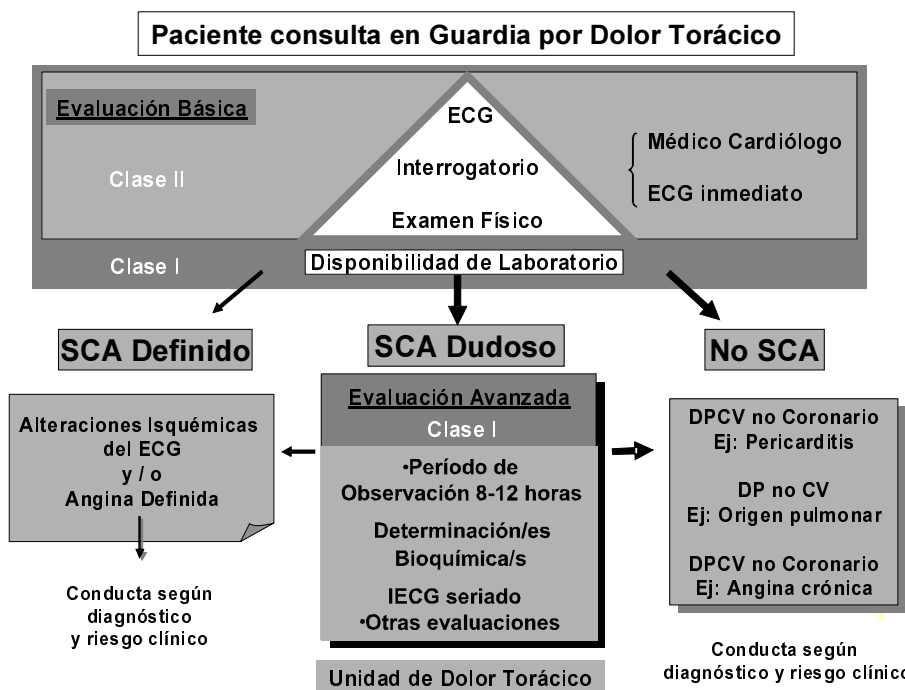 Paciente consulta en Guardia por Dolor Torácico
Evaluación Básica
Clase II
ECG
Interrogatorio
Examen Físico
Médico Cardiólogo
ECG inmediato
Clase I
Disponibilidad de Laboratorio
SCA Definido
SCA Dudoso
No SCA
Alteraciones Isquémicas
del ECG
y / o
Angina Definida
Conducta según
diagnóstico
y riesgo clínico
Evaluación Avanzada
Clase I
•Período de
Observación 8-12 horas
Determinación/es
Bioquímica/s
IECG seriado
•Otras evaluaciones
Unidad de Dolor Torácico
DPCV no Coronario
Ej: Pericarditis
DP no CV
Ej: Origen pulmonar
DPCV no Coronario
Ej: Angina crónica
Conducta según
diagnóstico y riesgo clínico